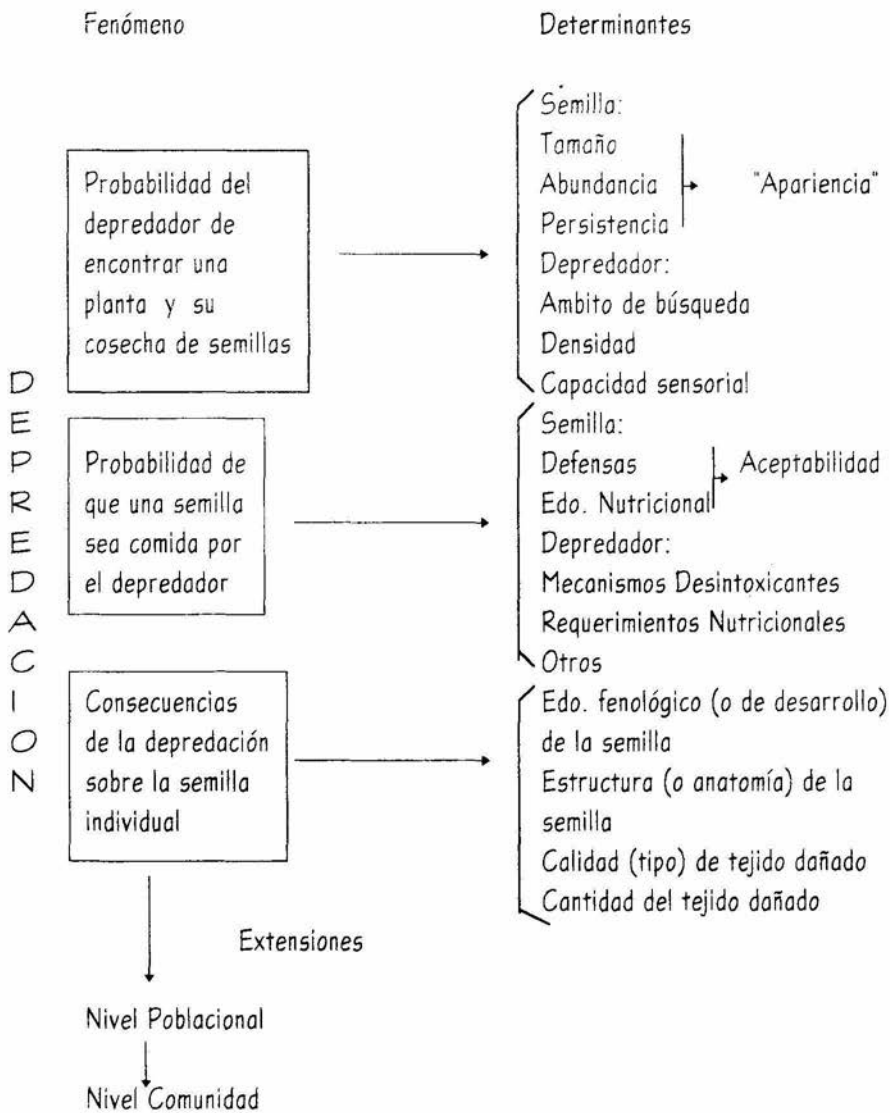 Fenómeno
Determinantes
DEPREDACION
Probabilidad del
depredador de
encontrar una
planta y su
cosecha de semillas
Semilla:
Tamaño
Abundancia
Persistencia
"Apariencia"
Depredador:
Ambito de búsqueda
Densidad
Capacidad sensorial
Probabilidad de
que una semilla
sea comida por
el depredador
Semilla:
Defensas
Edo. Nutricional
Aceptabilidad
Depredador:
Mecanismos Desintoxicantes
Requerimientos Nutricionales
Otros
Consecuencias
de la depredación
sobre la semilla
individual
Edo. fenológico (o de desarrollo)
de la semilla
Estructura (o anatomía) de la
semilla
Calidad (tipo) de tejido dañado
Cantidad del tejido dañado
Extensiones
Nivel Poblacional
Nivel Comunidad